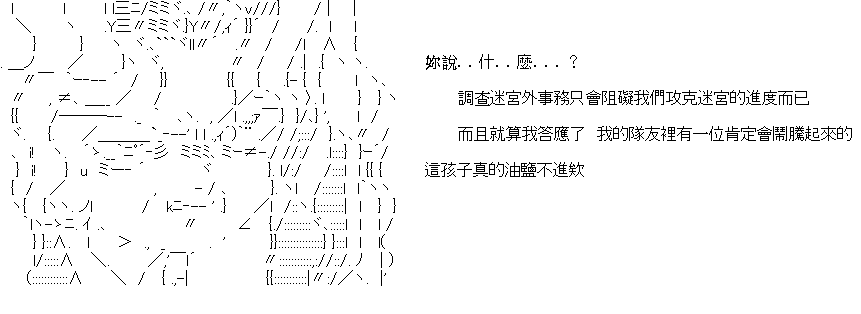 妳說．．什．．麼．．．？
調查迷宮外事務只會阻礙我們攻克迷宮的進度而已
而且就算我答應了 我的隊友裡有一位肯定會鬧騰起來的
這孩子真的油鹽不進欸